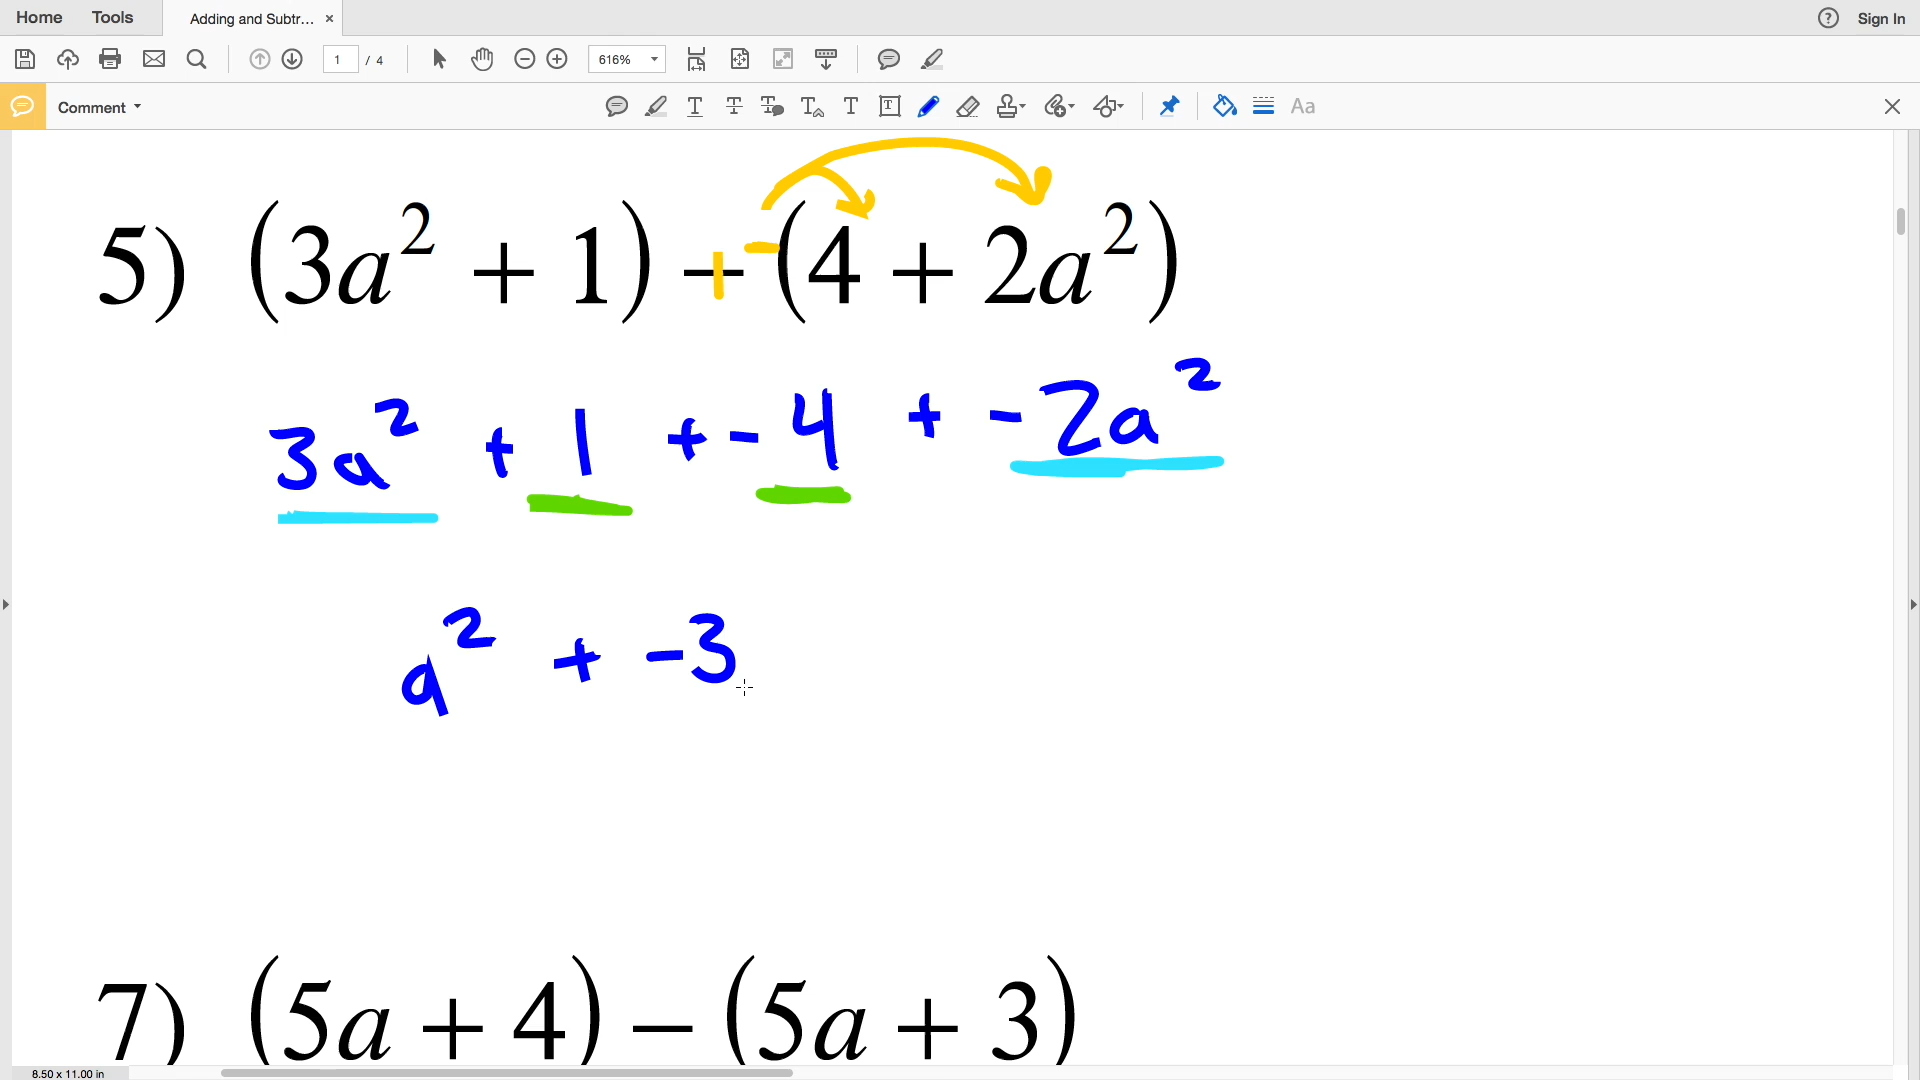 Home Tools Adding and Subtr... × ? Sign In
1 / 4 616%
Comment T T T T T T Aa
5) (3a² + 1) + -(4 + 2a²)
3a² + 1 + - 4 + - 2a²
a² + -3
7) (5a + 4) − (5a + 3)
8.50 x 11.00 in